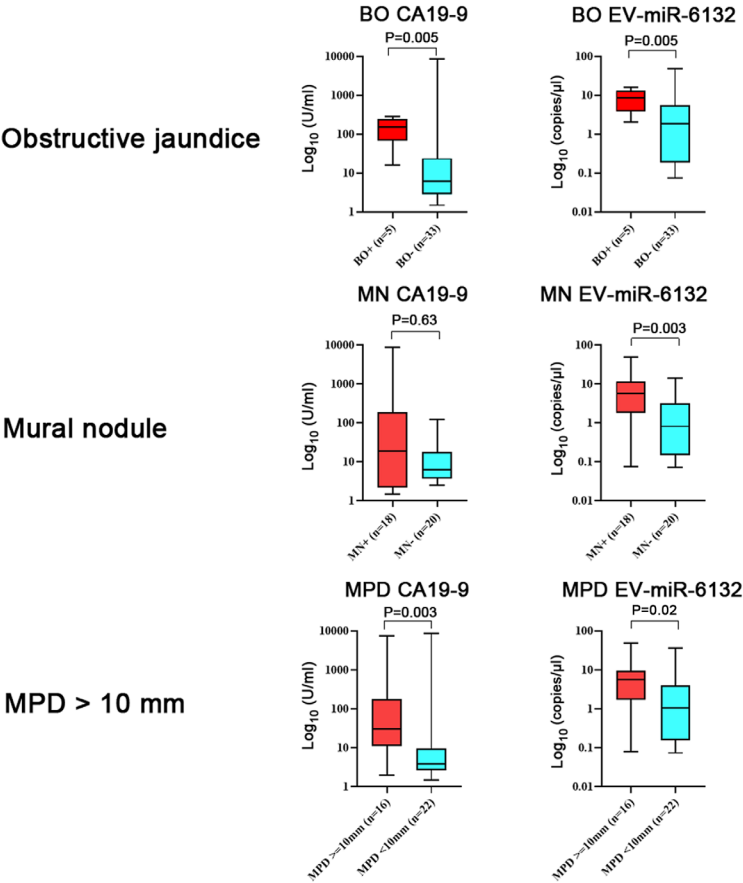 BO CA19-9
P=0.005
Log10 (U/ml)
10000
1000
100
10
1
BO+ (n=5)
BO- (n=33)
BO EV-miR-6132
P=0.005
Log10 (copies/µl)
100
10
1
0.1
0.01
BO+ (n=5)
BO- (n=33)
Obstructive jaundice
MN CA19-9
P=0.63
Log10 (U/ml)
10000
1000
100
10
1
MN+ (n=18)
MN- (n=20)
MN EV-miR-6132
P=0.003
Log10 (copies/µl)
100
10
1
0.1
0.01
MN+ (n=18)
MN- (n=20)
Mural nodule
MPD CA19-9
P=0.003
Log10 (U/ml)
10000
1000
100
10
1
MPD >=10mm (n=16)
MPD <10mm (n=22)
MPD EV-miR-6132
P=0.02
Log10 (copies/µl)
100
10
1
0.1
0.01
MPD >=10mm (n=16)
MPD <10mm (n=22)
MPD > 10 mm